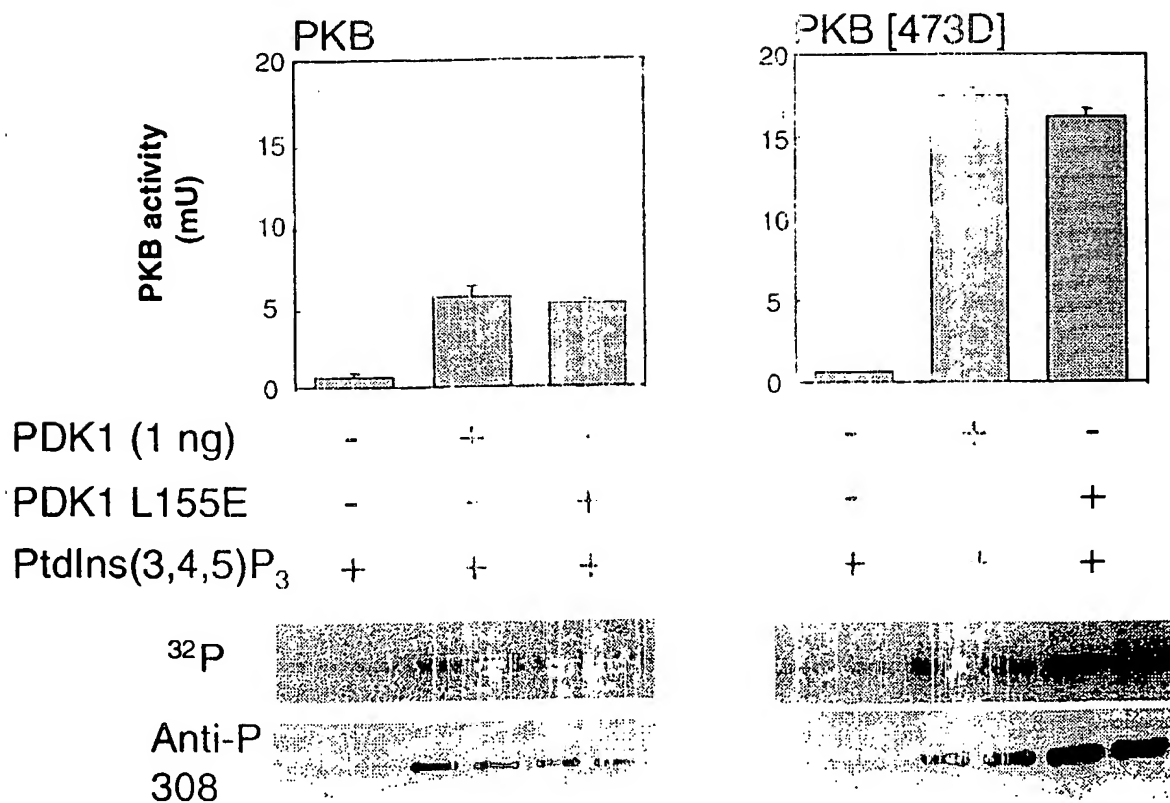 PKB
PKB [473D]
20
15
10
5
0
PKB activity
(mU)
20
15
10
5
0
PDK1 (1 ng) - + - - + -
PDK1 L155E - - + - +
PtdIns(3,4,5)P₃ + + + + + +
³²P
Anti-P
308